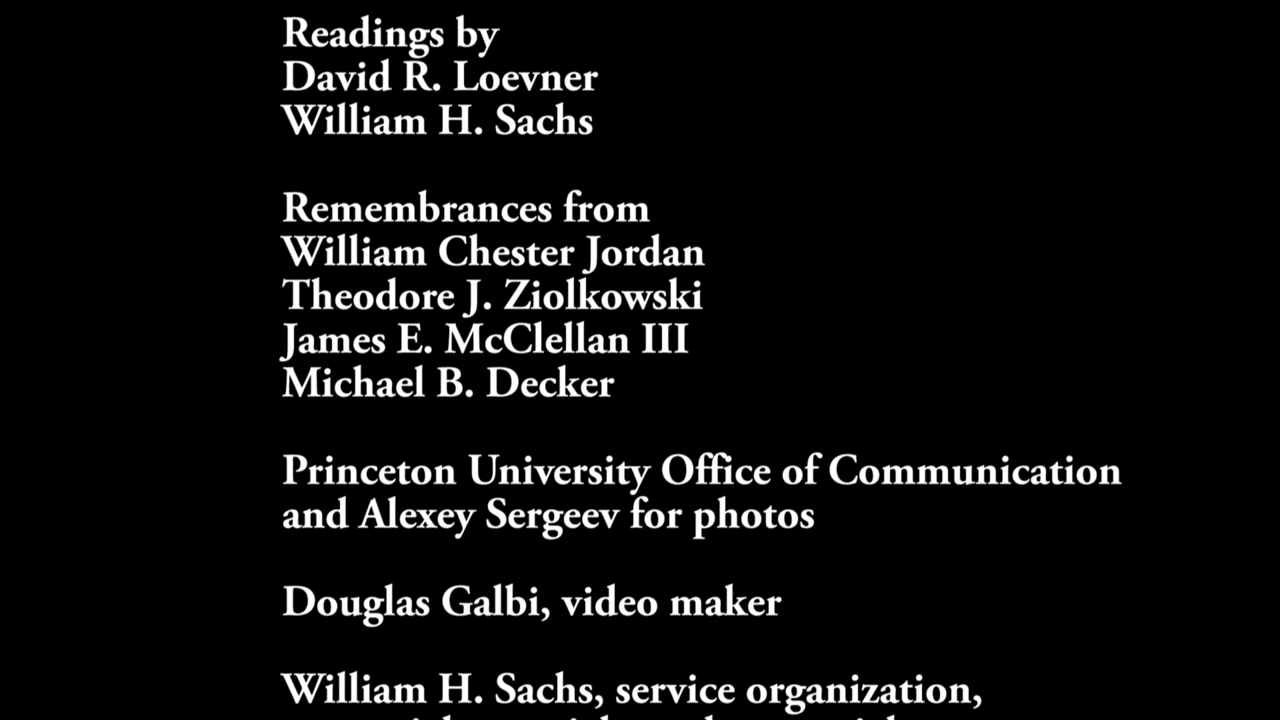 Readings by
David R. Loevner
William H. Sachs
Remembrances from
William Chester Jordan
Theodore J. Ziolkowski
James E. McClellan III
Michael B. Decker
Princeton University Office of Communication
and Alexey Sergeev for photos
Douglas Galbi, video maker
William H. Sachs, service organization,